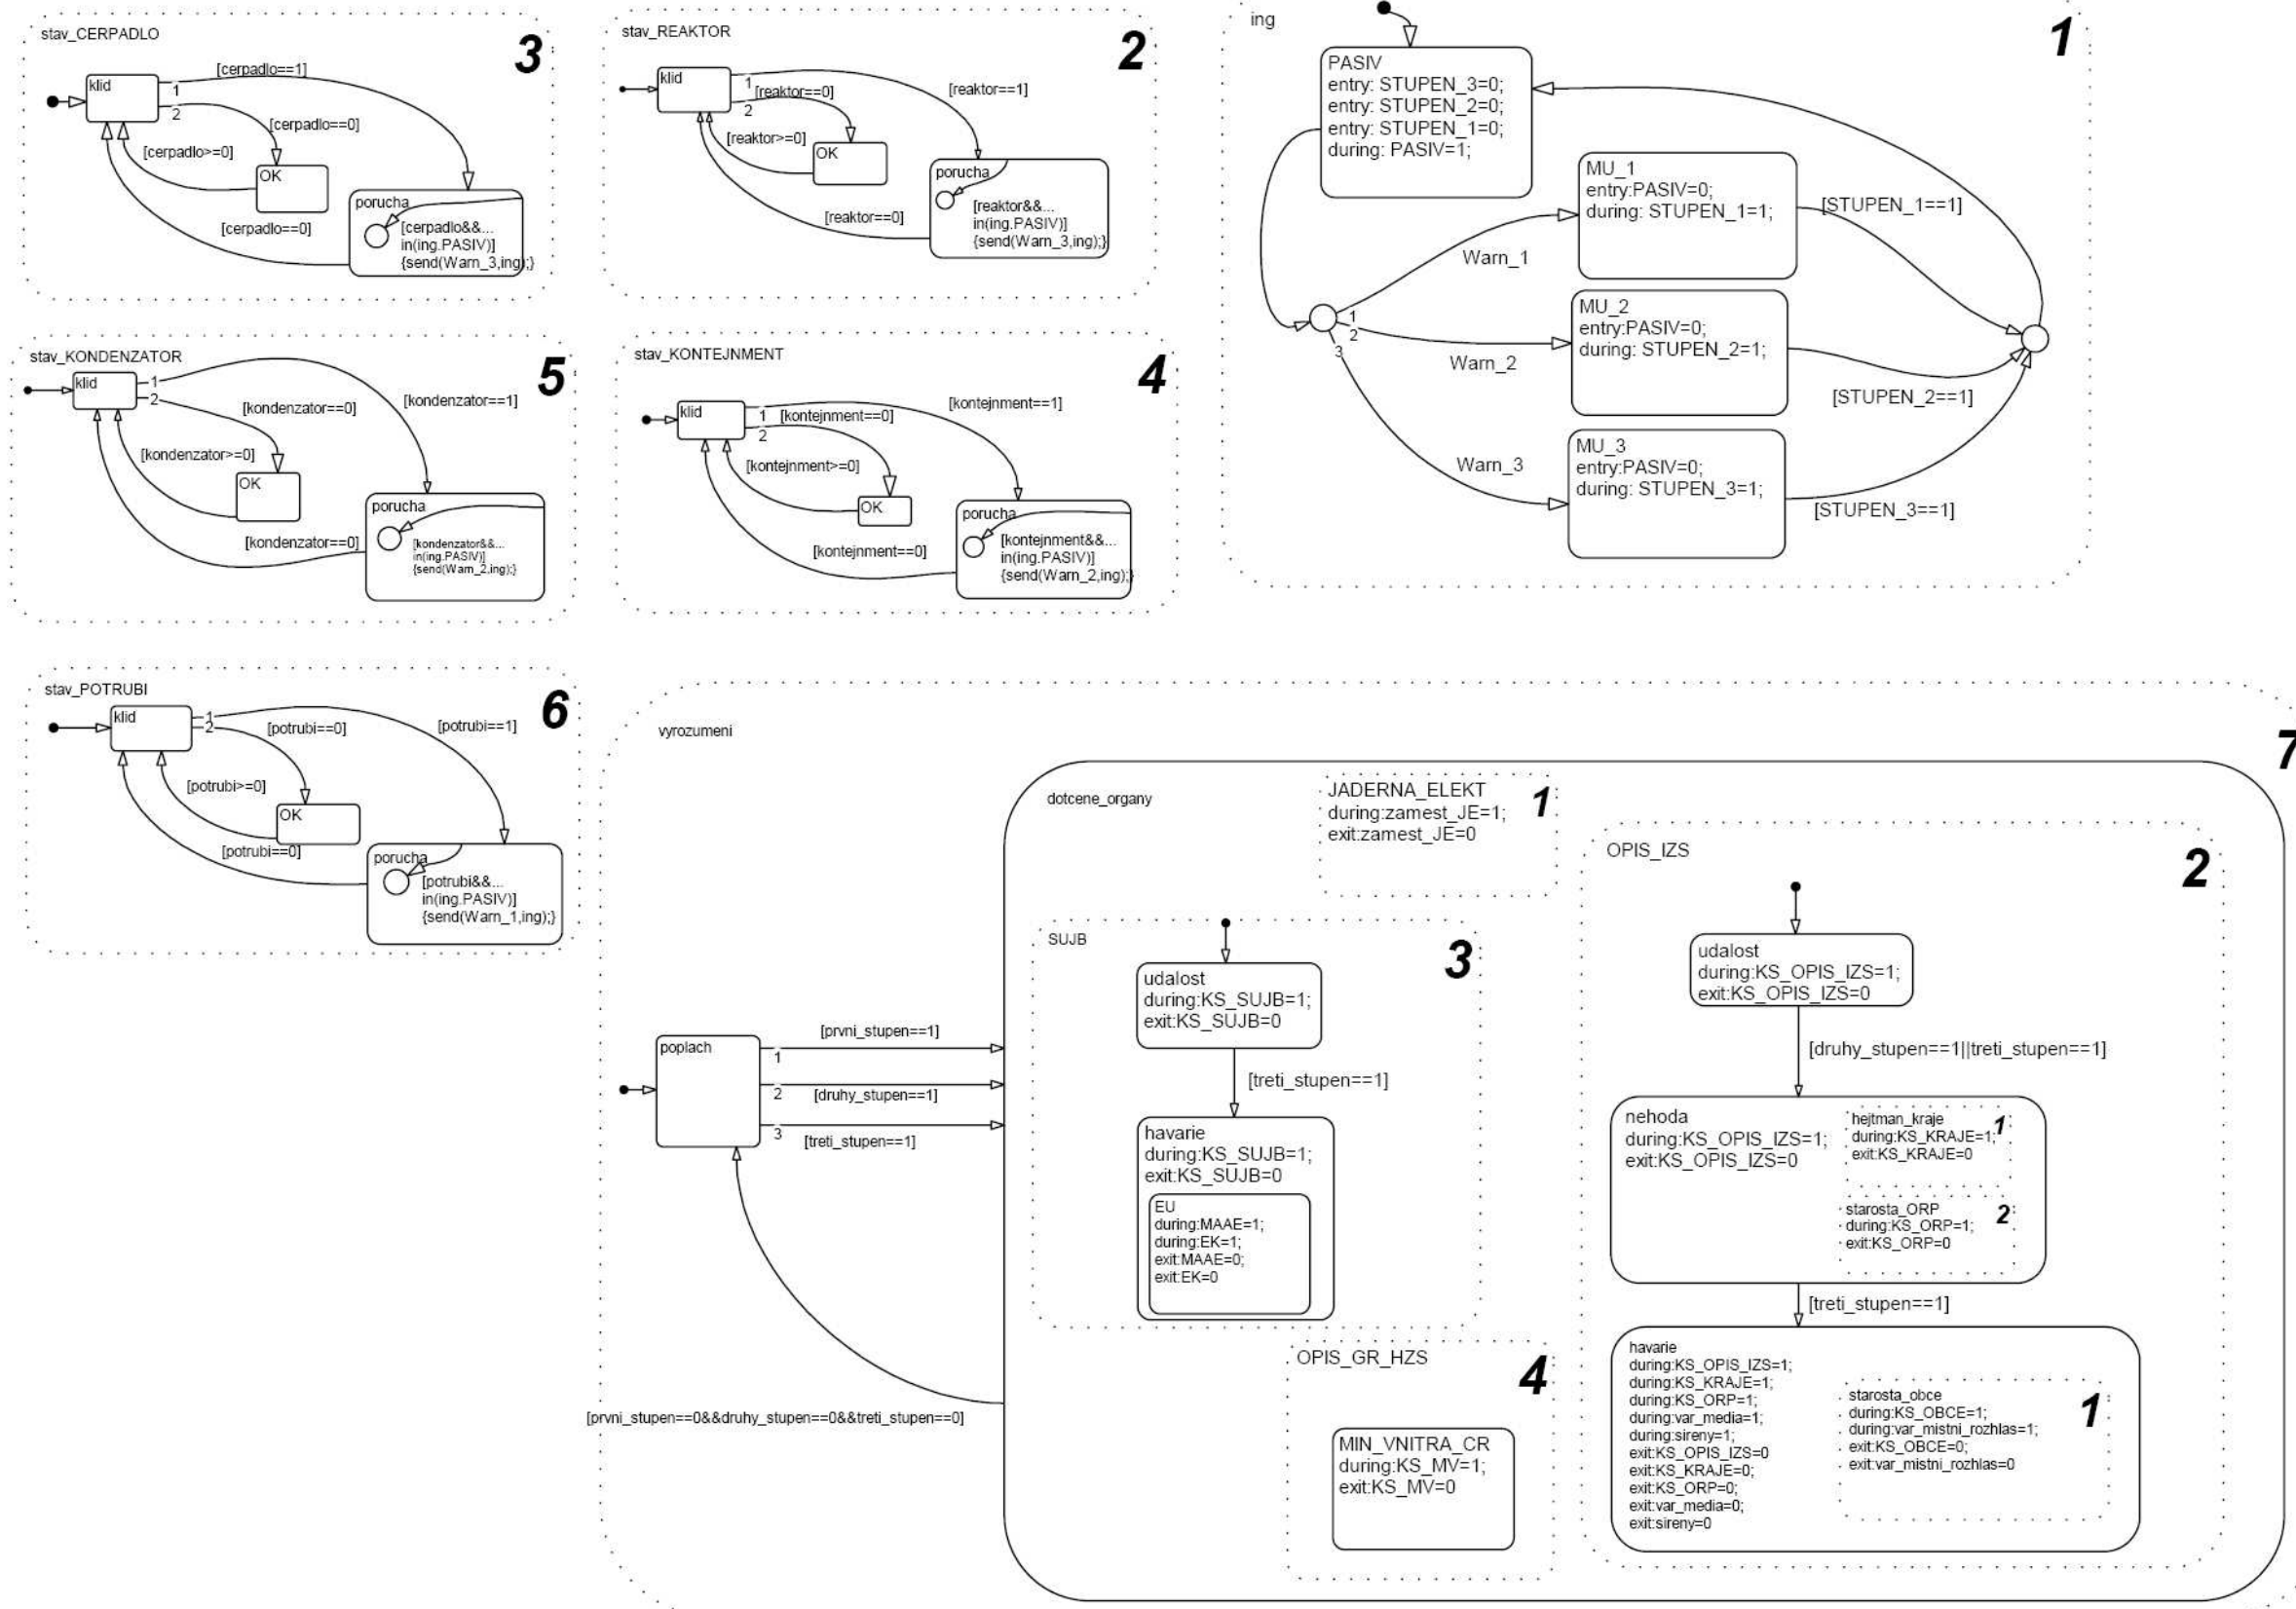 stav_CERPADLO
3
klid
1
2
[cerpadlo==1]
[cerpadlo==0]
[cerpadlo>=0]
OK
[cerpadlo==0]
porucha
[cerpadlo&&...
in(ing.PASIV)]
{send(Warn_3,ing);}
stav_REAKTOR
2
klid
1
2
[reaktor==0]
[reaktor==1]
[reaktor>=0]
OK
[reaktor==0]
porucha
[reaktor&&...
in(ing.PASIV)]
{send(Warn_3,ing);}
ing
1
PASIV
entry: STUPEN_3=0;
entry: STUPEN_2=0;
entry: STUPEN_1=0;
during: PASIV=1;
MU_1
entry:PASIV=0;
during: STUPEN_1=1;
[STUPEN_1==1]
Warn_1
1
2
3
MU_2
entry:PASIV=0;
during: STUPEN_2=1;
Warn_2
[STUPEN_2==1]
MU_3
entry:PASIV=0;
during: STUPEN_3=1;
Warn_3
[STUPEN_3==1]
stav_KONDENZATOR
5
klid
1
2
[kondenzator==0]
[kondenzator==1]
[kondenzator>=0]
OK
[kondenzator==0]
porucha
[kondenzator&&...
in(ing.PASIV)]
{send(Warn_2,ing);}
stav_KONTEJNMENT
4
klid
1
2
[kontejnment==0]
[kontejnment==1]
[kontejnment>=0]
OK
[kontejnment==0]
porucha
[kontejnment&&...
in(ing.PASIV)]
{send(Warn_2,ing);}
stav_POTRUBI
6
klid
1
2
[potrubi==0]
[potrubi==1]
[potrubi>=0]
OK
[potrubi==0]
porucha
[potrubi&&...
in(ing.PASIV)]
{send(Warn_1,ing);}
vyrozumeni
7
poplach
1
2
3
[prvni_stupen==1]
[druhy_stupen==1]
[treti_stupen==1]
[prvni_stupen==0&&druhy_stupen==0&&treti_stupen==0]
dotcene_organy
JADERNA_ELEKT
1
during:zamest_JE=1;
exit:zamest_JE=0
SUJB
3
udalost
during:KS_SUJB=1;
exit:KS_SUJB=0
[treti_stupen==1]
havarie
during:KS_SUJB=1;
exit:KS_SUJB=0
EU
during:MAAE=1;
during:EK=1;
exit:MAAE=0;
exit:EK=0
OPIS_GR_HZS
4
MIN_VNITRA_CR
during:KS_MV=1;
exit:KS_MV=0
OPIS_IZS
2
udalost
during:KS_OPIS_IZS=1;
exit:KS_OPIS_IZS=0
[druhy_stupen==1||treti_stupen==1]
nehoda
during:KS_OPIS_IZS=1;
exit:KS_OPIS_IZS=0
hejtman_kraje
1
during:KS_KRAJE=1;
exit:KS_KRAJE=0
starosta_ORP
2
during:KS_ORP=1;
exit:KS_ORP=0
[treti_stupen==1]
havarie
during:KS_OPIS_IZS=1;
during:KS_KRAJE=1;
during:KS_ORP=1;
during:var_media=1;
during:sireny=1;
exit:KS_OPIS_IZS=0
exit:KS_KRAJE=0;
exit:KS_ORP=0;
exit:var_media=0;
exit:sireny=0
starosta_obce
1
during:KS_OBCE=1;
during:var_mistni_rozhlas=1;
exit:KS_OBCE=0;
exit:var_mistni_rozhlas=0